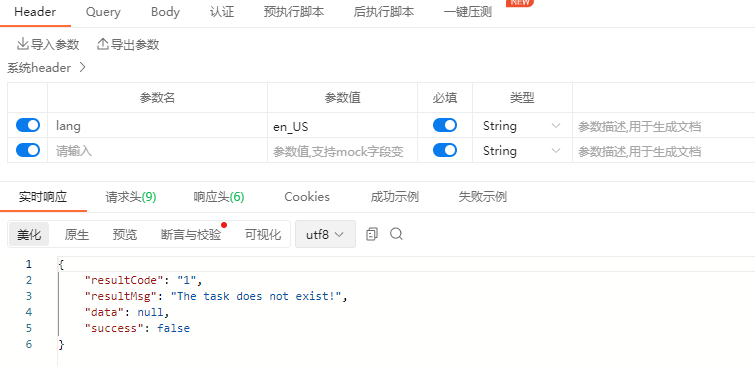 NEW
Header Query Body 认证 预执行脚本 后执行脚本 一键压测
导入参数 导出参数
系统header
参数名 参数值 必填 类型
lang en_US String 参数描述,用于生成文档
请输入 参数值,支持mock字段变 String 参数描述,用于生成文档
实时响应 请求头(9) 响应头(6) Cookies 成功示例 失败示例
美化 原生 预览 断言与校验 可视化 utf8
1 {
2 "resultCode": "1",
3 "resultMsg": "The task does not exist!",
4 "data": null,
5 "success": false
6 }